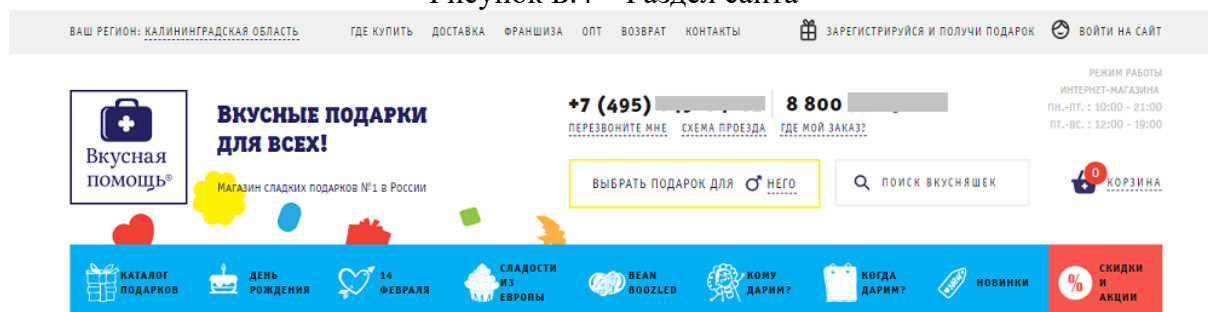 Рисунок В.4 – Раздел сайта
ВАШ РЕГИОН: КАЛИНИНГРАДСКАЯ ОБЛАСТЬ ГДЕ КУПИТЬ ДОСТАВКА ФРАНШИЗА ОПТ ВОЗВРАТ КОНТАКТЫ ЗАРЕГИСТРИРУЙСЯ И ПОЛУЧИ ПОДАРОК ВОЙТИ НА САЙТ
РЕЖИМ РАБОТЫ
ИНТЕРНЕТ-МАГАЗИНА
ПН.-ПТ. : 10:00 - 21:00
ПТ.-ВС. : 12:00 - 19:00
Вкусная
помощь®
Вкусные подарки
для всех!
Магазин сладких подарков №1 в России
+7 (495) 8 800
ПЕРЕЗВОНИТЕ МНЕ СХЕМА ПРОЕЗДА ГДЕ МОЙ ЗАКАЗ?
ВЫБРАТЬ ПОДАРОК ДЛЯ НЕГО
ПОИСК ВКУСНЯШЕК
0
КОРЗИНА
КАТАЛОГ
ПОДАРКОВ
ДЕНЬ
РОЖДЕНИЯ
14
ФЕВРАЛЯ
СЛАДОСТИ
ИЗ
ЕВРОПЫ
BEAN
BOOZLED
КОМУ
ДАРИМ?
КОГДА
ДАРИМ?
NEW
НОВИНКИ
%
СКИДКИ
И
АКЦИИ